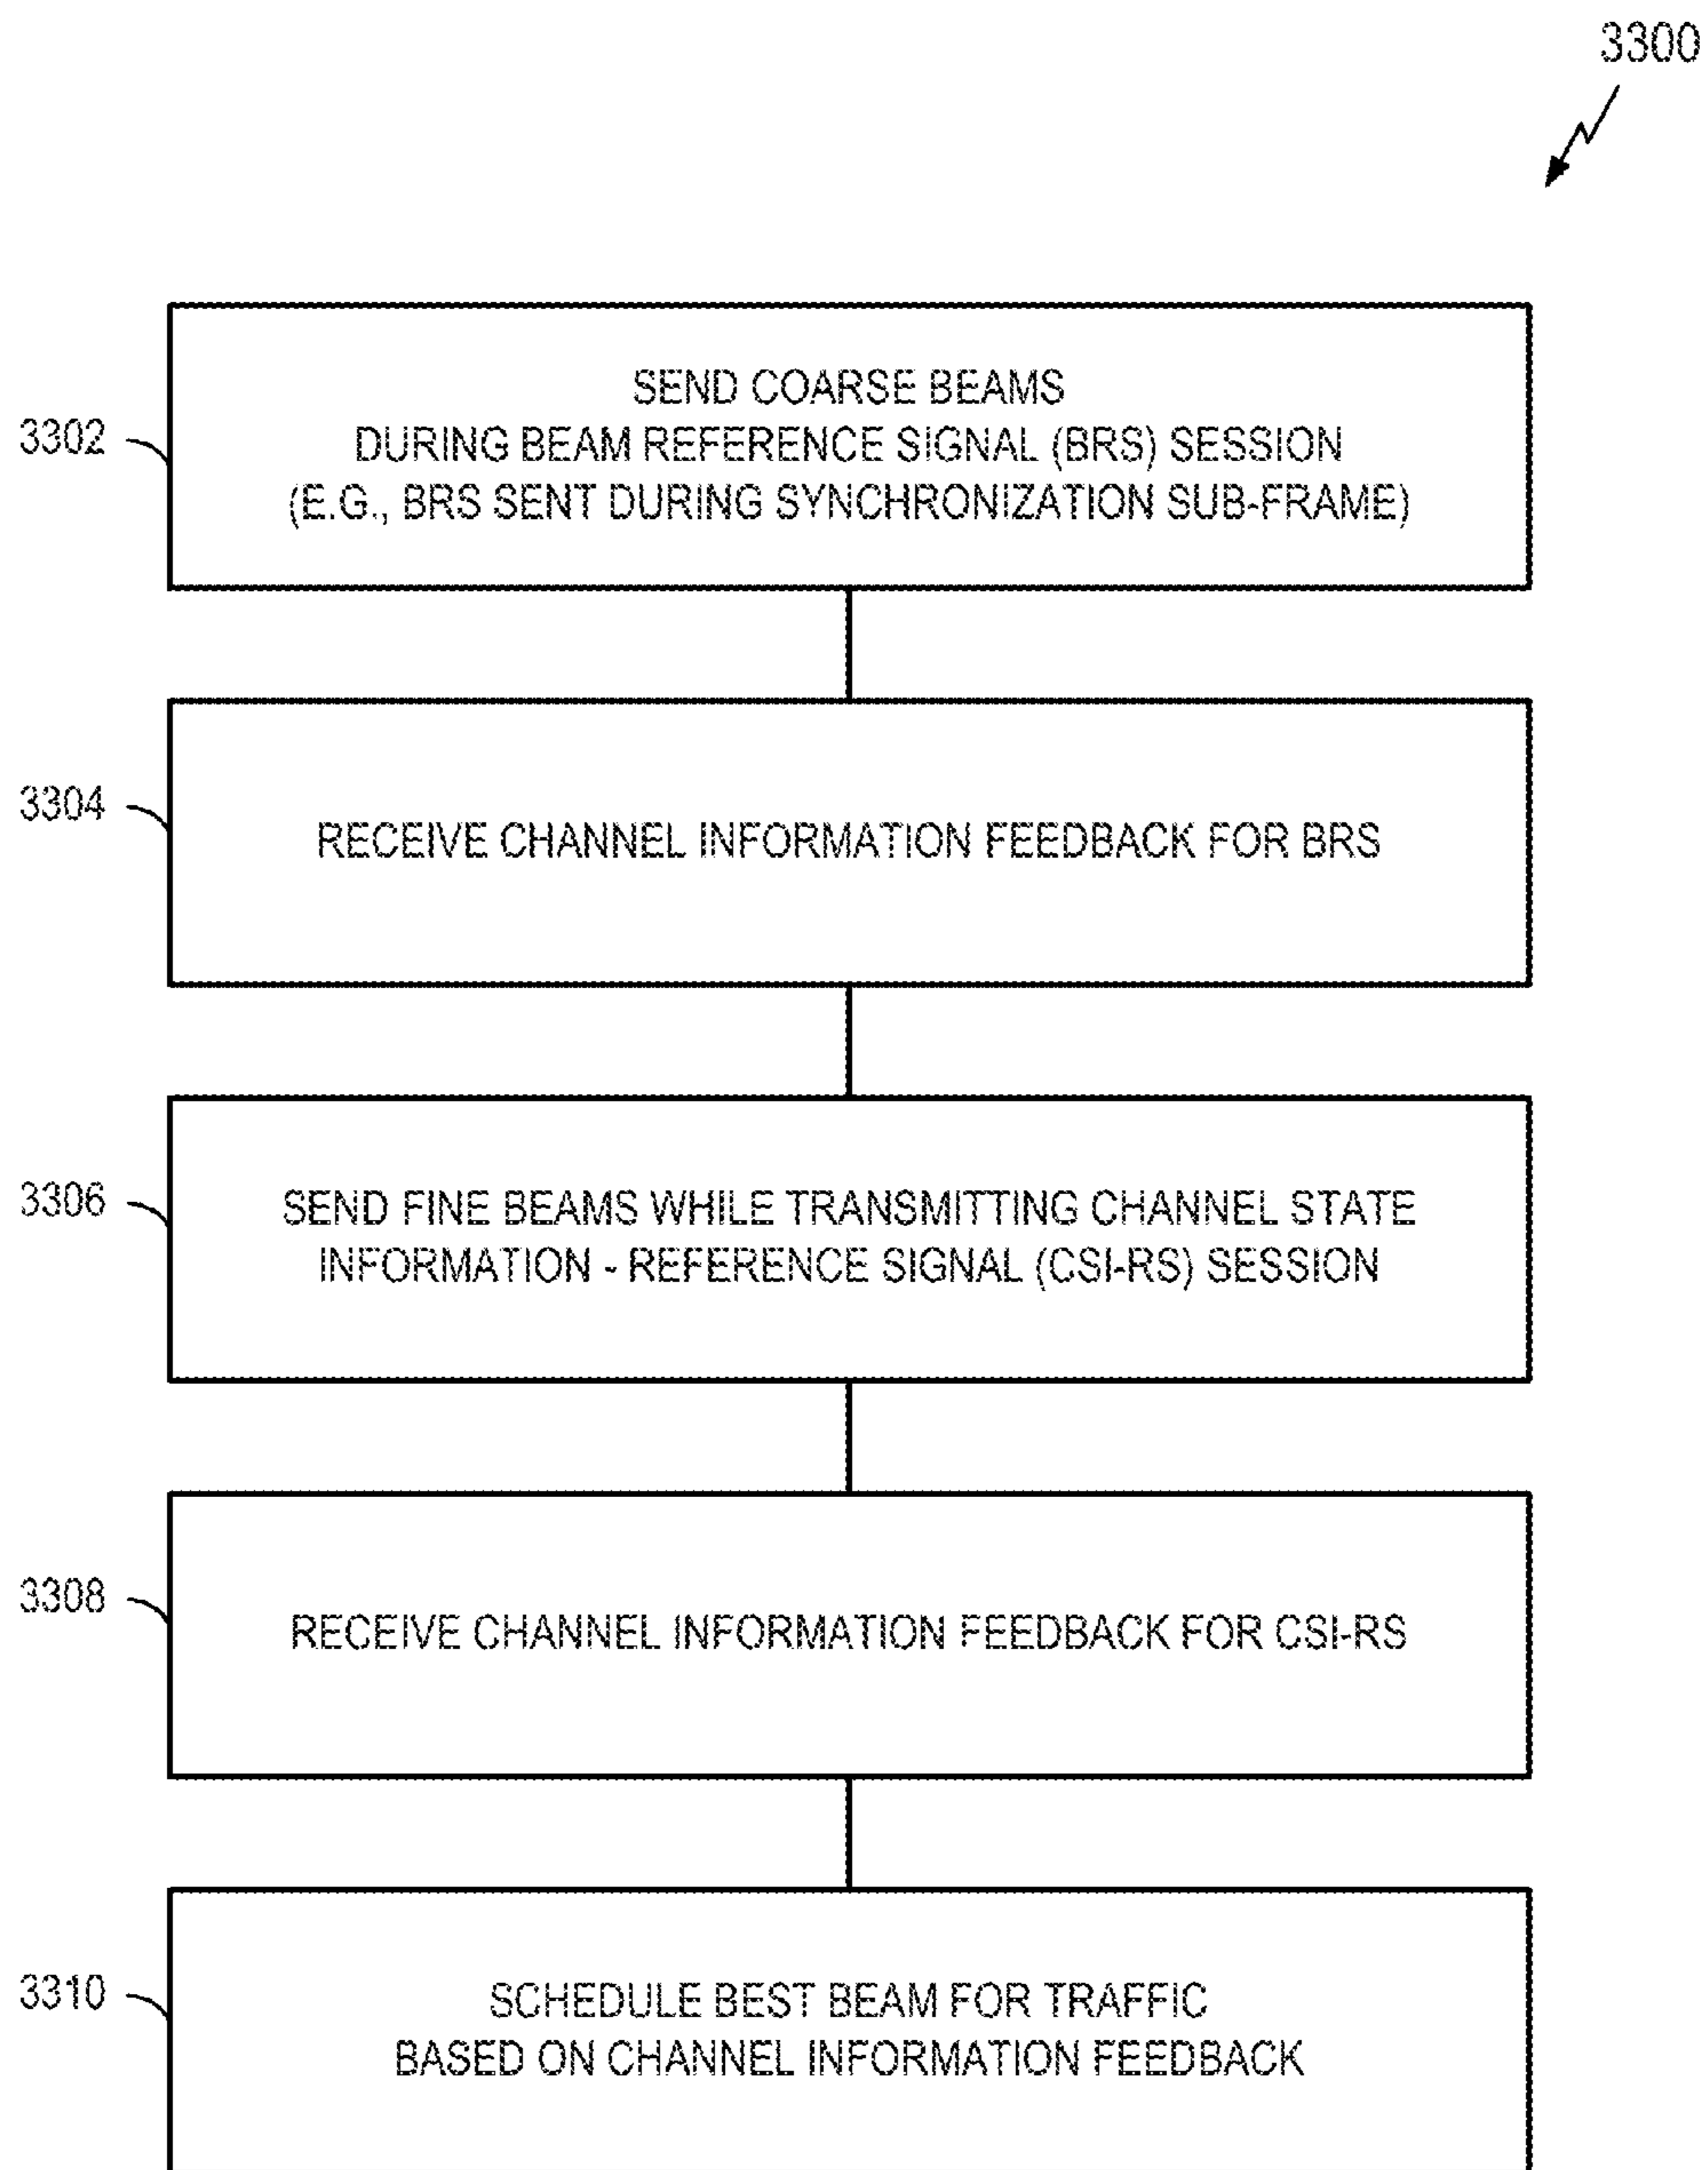 3300
3302
SEND COARSE BEAMS
DURING BEAM REFERENCE SIGNAL (BRS) SESSION
(E.G., BRS SENT DURING SYNCHRONIZATION SUB-FRAME)
3304
RECEIVE CHANNEL INFORMATION FEEDBACK FOR BRS
3306
SEND FINE BEAMS WHILE TRANSMITTING CHANNEL STATE
INFORMATION - REFERENCE SIGNAL (CSI-RS) SESSION
3308
RECEIVE CHANNEL INFORMATION FEEDBACK FOR CSI-RS
3310
SCHEDULE BEST BEAM FOR TRAFFIC
BASED ON CHANNEL INFORMATION FEEDBACK